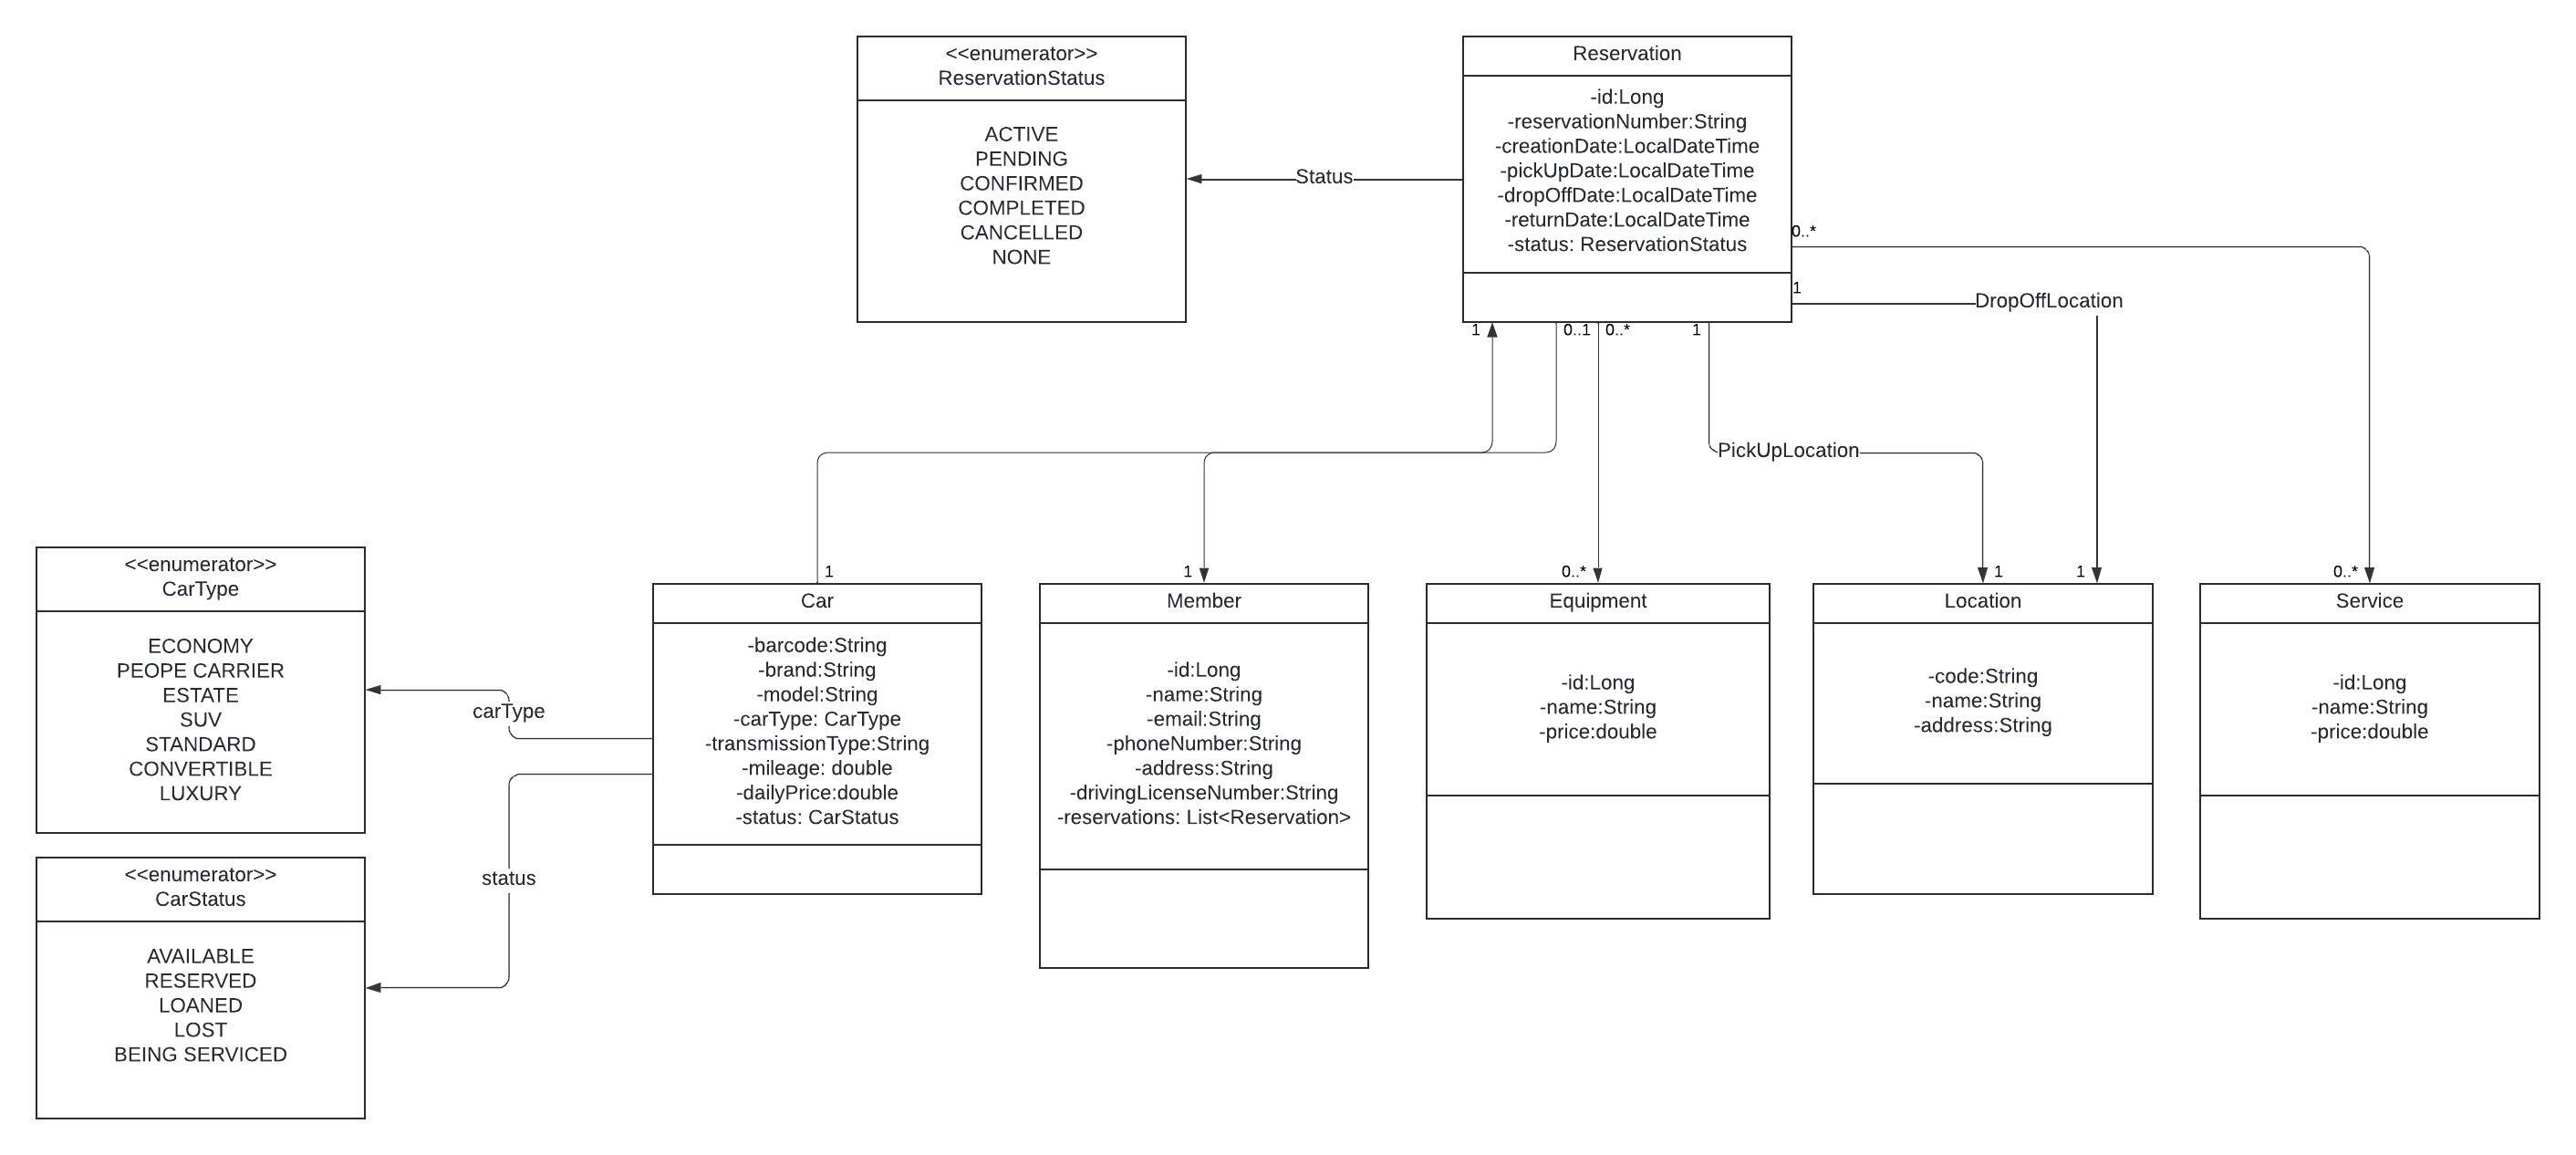 <<enumerator>>
ReservationStatus
ACTIVE
PENDING
CONFIRMED
COMPLETED
CANCELLED
NONE
Status
Reservation
-id:Long
-reservationNumber:String
-creationDate:LocalDateTime
-pickUpDate:LocalDateTime
-dropOffDate:LocalDateTime
-returnDate:LocalDateTime
-status: ReservationStatus
0..*
1
DropOffLocation
1
0..1
0..*
1
PickUpLocation
1
1
0..*
1
1
0..*
<<enumerator>>
CarType
ECONOMY
PEOPE CARRIER
ESTATE
SUV
STANDARD
CONVERTIBLE
LUXURY
carType
status
<<enumerator>>
CarStatus
AVAILABLE
RESERVED
LOANED
LOST
BEING SERVICED
Car
-barcode:String
-brand:String
-model:String
-carType: CarType
-transmissionType:String
-mileage: double
-dailyPrice:double
-status: CarStatus
Member
-id:Long
-name:String
-email:String
-phoneNumber:String
-address:String
-drivingLicenseNumber:String
-reservations: List<Reservation>
Equipment
-id:Long
-name:String
-price:double
Location
-code:String
-name:String
-address:String
Service
-id:Long
-name:String
-price:double